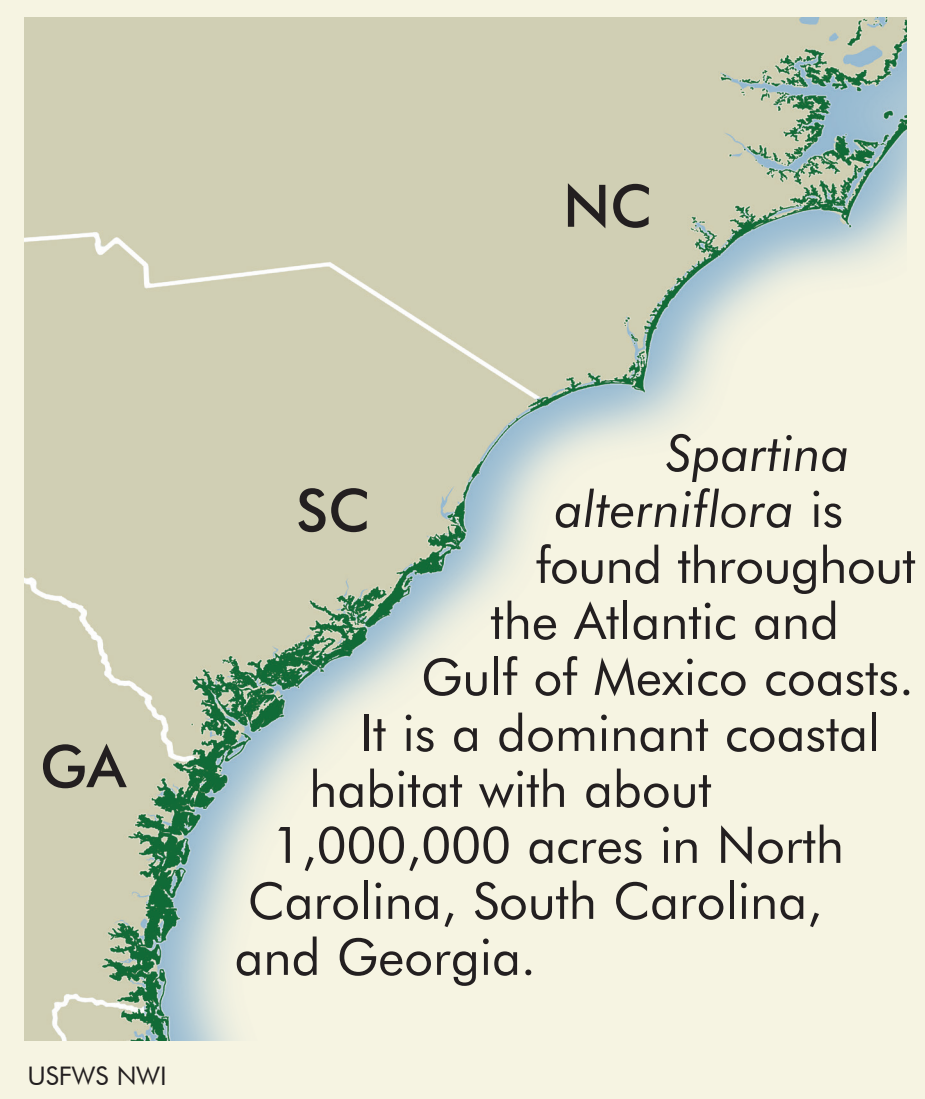 NC
SC
GA
Spartina
alterniflora is
found throughout
the Atlantic and
Gulf of Mexico coasts.
It is a dominant coastal
habitat with about
1,000,000 acres in North
Carolina, South Carolina,
and Georgia.
USFWS NWI